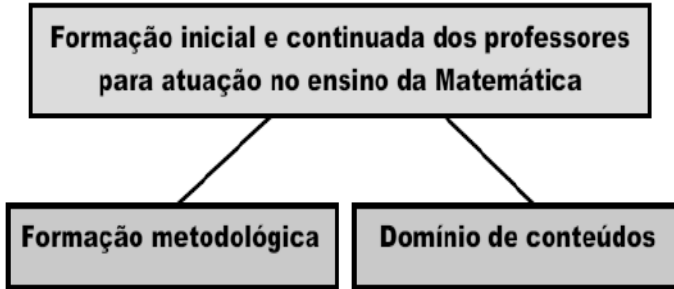 Formação inicial e continuada dos professores
para atuação no ensino da Matemática
Formação metodológica
Domínio de conteúdos